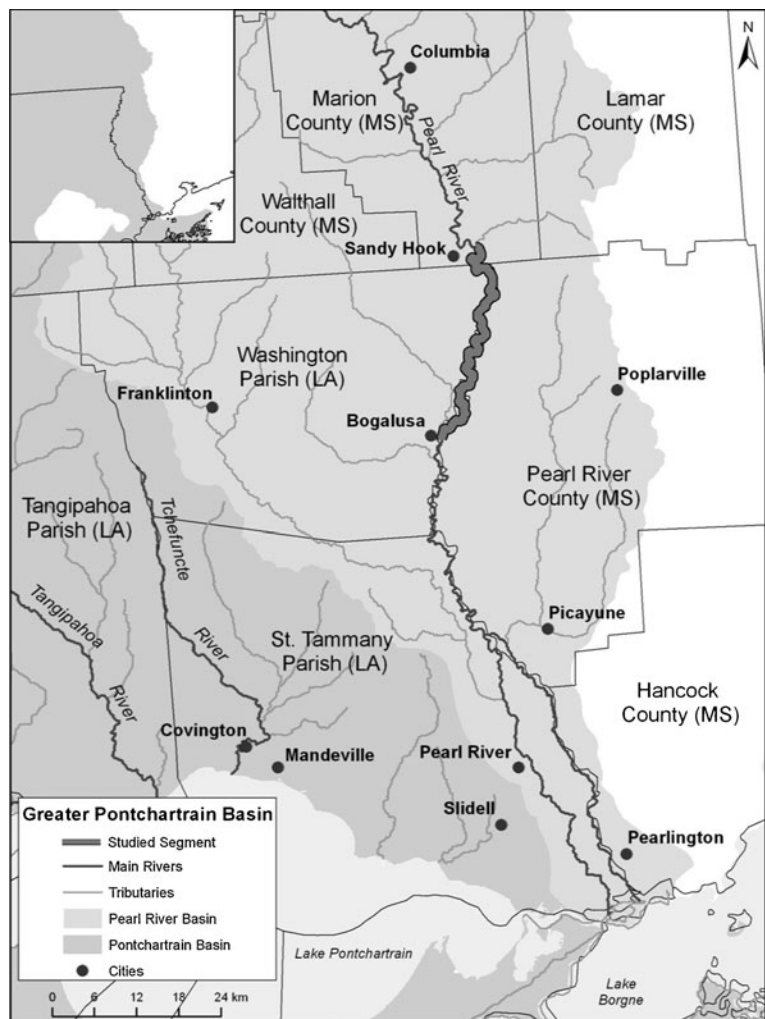 N
Columbia
Marion
County (MS)
Lamar
County (MS)
Pearl River
Walthall
County (MS)
Sandy Hook
Washington
Parish (LA)
Franklinton
Poplarville
Bogalusa
Pearl River
County (MS)
Tangipahoa
Parish (LA)
Tchefuncte
River
Tangipahoa
River
Picayune
St. Tammany
Parish (LA)
Hancock
County (MS)
Covington
Mandeville
Pearl River
Slidell
Pearlington
Greater Pontchartrain Basin
Studied Segment
Main Rivers
Tributaries
Pearl River Basin
Pontchartrain Basin
Cities
0 4 8 16 24 km
Lake Pontchartrain
Lake
Borgne